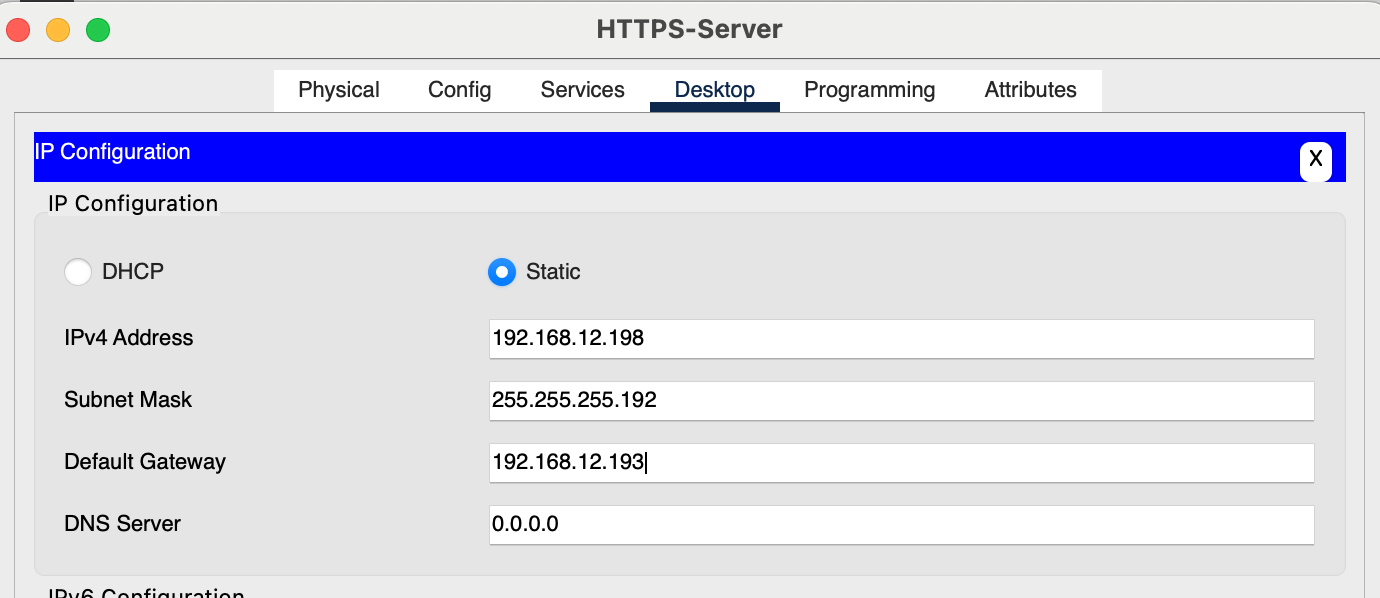 HTTPS-Server
Physical Config Services Desktop Programming Attributes
IP Configuration
X
IP Configuration
DHCP Static
IPv4 Address 192.168.12.198
Subnet Mask 255.255.255.192
Default Gateway 192.168.12.193
DNS Server 0.0.0.0
IPv6 Configuration